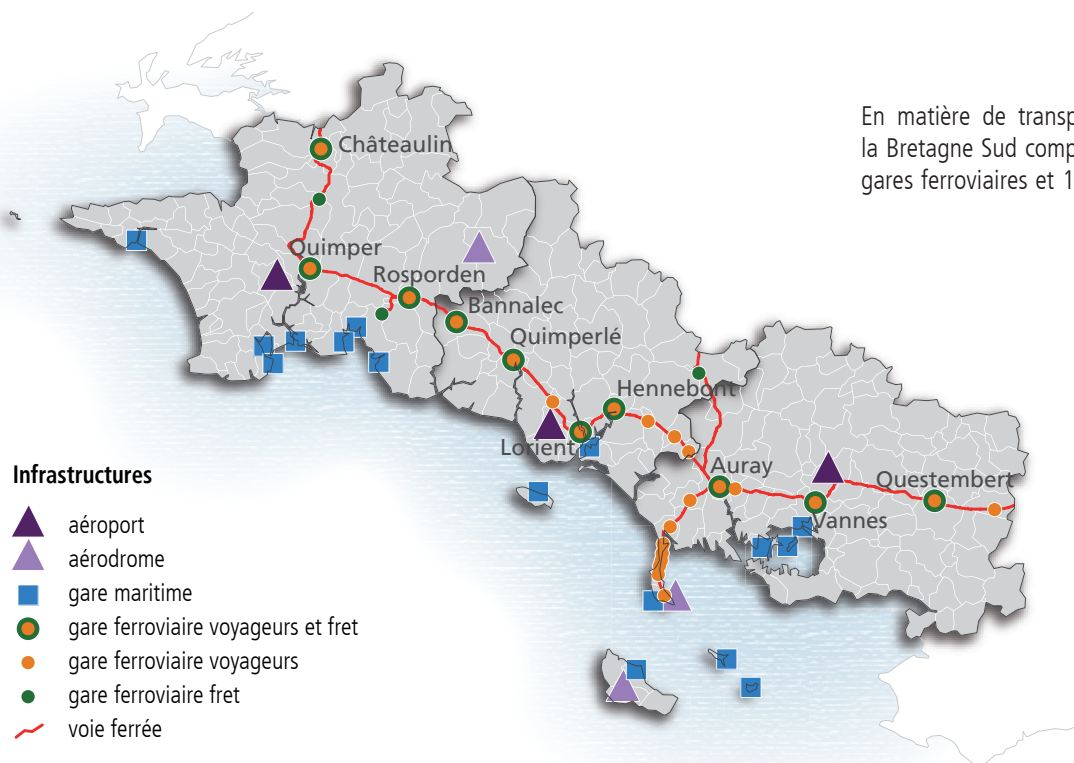 En matière de transp
la Bretagne Sud comp
gares ferroviaires et 1
Châteaulin
Quimper
Rosporden
Bannalec
Quimperlé
Hennebont
Lorient
Auray
Questembert
Vannes
Infrastructures
aéroport
aérodrome
gare maritime
gare ferroviaire voyageurs et fret
gare ferroviaire voyageurs
gare ferroviaire fret
voie ferrée